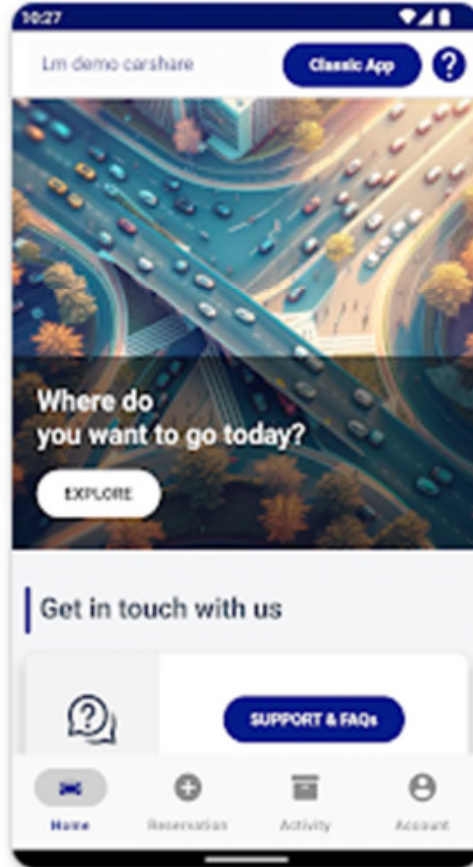 10:27
Lm demo carshare
Classic App
?
Where do
you want to go today?
EXPLORE
Get in touch with us
?
SUPPORT & FAQs
Home
Reservation
Activity
Account